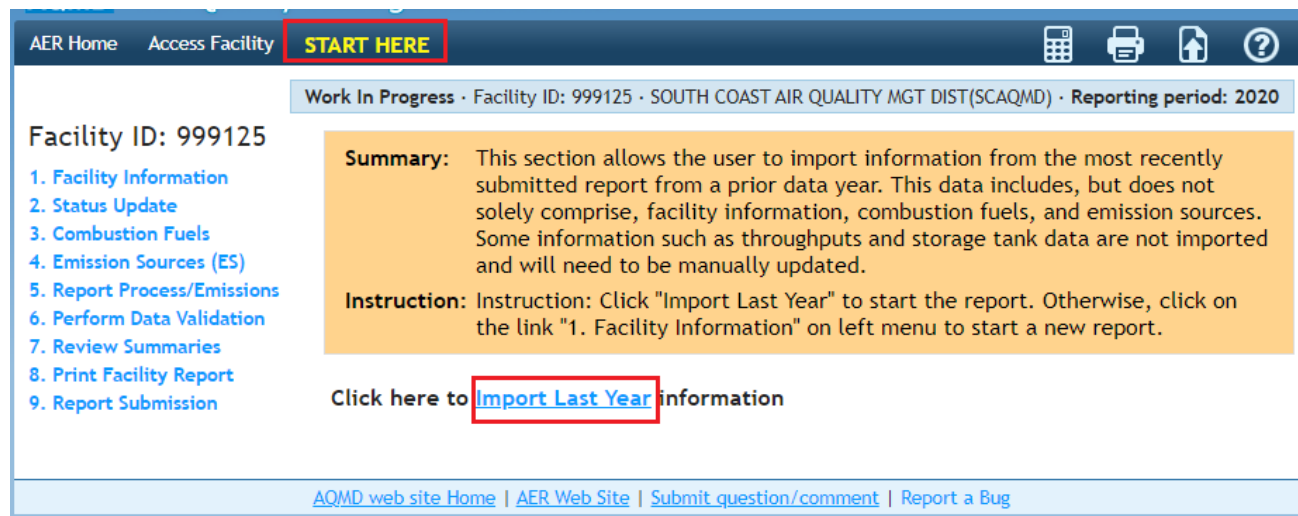 AER Home Access Facility START HERE
Work In Progress · Facility ID: 999125 · SOUTH COAST AIR QUALITY MGT DIST(SCAQMD) · Reporting period: 2020
Facility ID: 999125
1. Facility Information
2. Status Update
3. Combustion Fuels
4. Emission Sources (ES)
5. Report Process/Emissions
6. Perform Data Validation
7. Review Summaries
8. Print Facility Report
9. Report Submission
Summary: This section allows the user to import information from the most recently
submitted report from a prior data year. This data includes, but does not
solely comprise, facility information, combustion fuels, and emission sources.
Some information such as throughputs and storage tank data are not imported
and will need to be manually updated.
Instruction: Instruction: Click "Import Last Year" to start the report. Otherwise, click on
the link "1. Facility Information" on left menu to start a new report.
Click here to Import Last Year information
AQMD web site Home | AER Web Site | Submit question/comment | Report a Bug